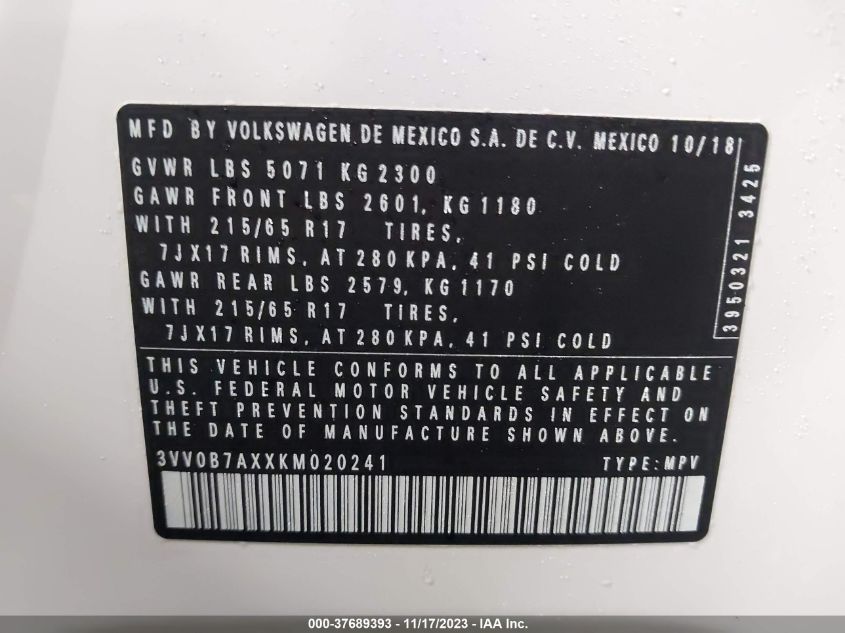 MFD BY VOLKSWAGEN DE MEXICO S.A. DE C.V. MEXICO 10/18
GVWR LBS 5071 KG 2300
GAWR FRONT LBS 2601, KG 1180
WITH 215/65 R17 TIRES,
7JX17 RIMS, AT 280 KPA, 41 PSI COLD
GAWR REAR LBS 2579, KG 1170
WITH 215/65 R17 TIRES,
7JX17 RIMS, AT 280 KPA, 41 PSI COLD
3950321 3425
THIS VEHICLE CONFORMS TO ALL APPLICABLE
U.S. FEDERAL MOTOR VEHICLE SAFETY AND
THEFT PREVENTION STANDARDS IN EFFECT ON
THE DATE OF MANUFACTURE SHOWN ABOVE.
3VV0B7AXXKM020241 TYPE:MPV
000-37689393 - 11/17/2023 - IAA Inc.